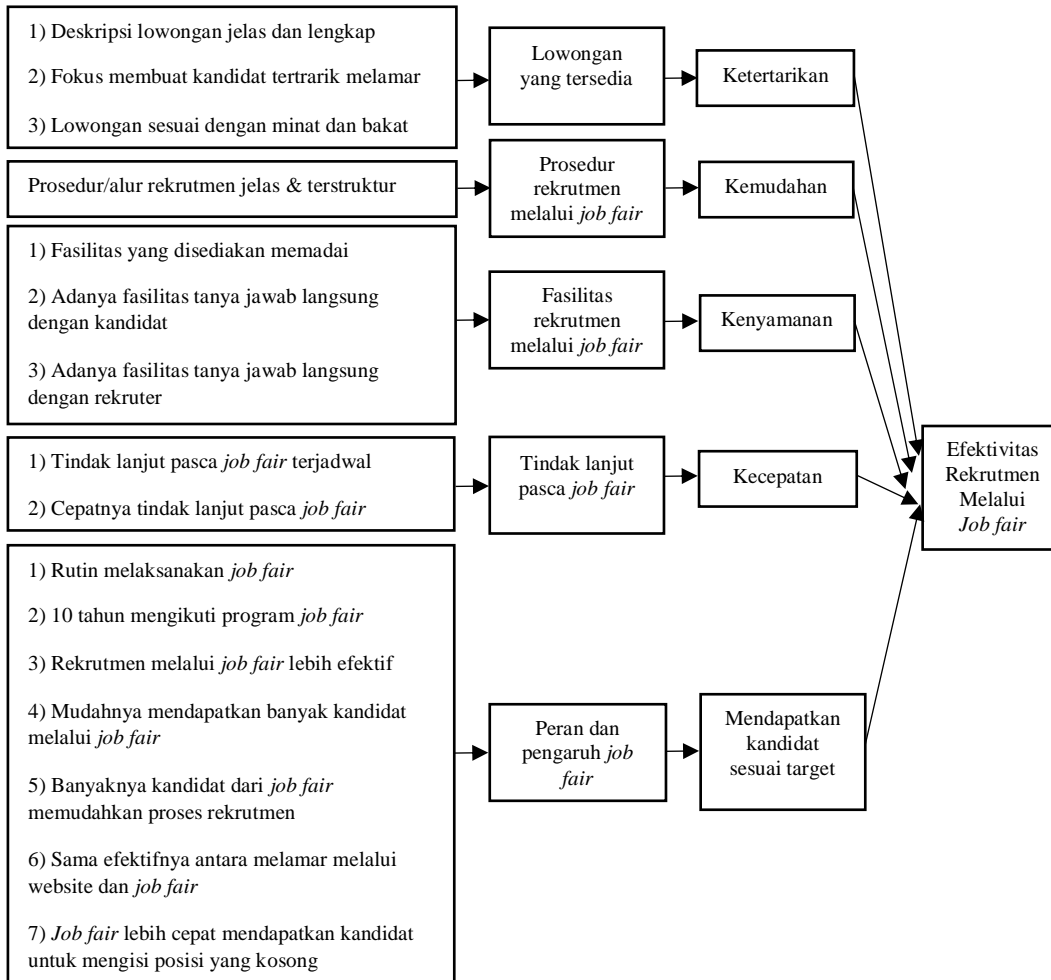 1) Deskripsi lowongan jelas dan lengkap
2) Fokus membuat kandidat tertrarik melamar
3) Lowongan sesuai dengan minat dan bakat
Lowongan
yang tersedia
Ketertarikan
Prosedur/alur rekrutmen jelas & terstruktur
Prosedur
rekrutmen
melalui job fair
Kemudahan
1) Fasilitas yang disediakan memadai
2) Adanya fasilitas tanya jawab langsung
dengan kandidat
3) Adanya fasilitas tanya jawab langsung
dengan rekruter
Fasilitas
rekrutmen
melalui job fair
Kenyamanan
1) Tindak lanjut pasca job fair terjadwal
2) Cepatnya tindak lanjut pasca job fair
Tindak lanjut
pasca job fair
Kecepatan
1) Rutin melaksanakan job fair
2) 10 tahun mengikuti program job fair
3) Rekrutmen melalui job fair lebih efektif
4) Mudahnya mendapatkan banyak kandidat
melalui job fair
5) Banyaknya kandidat dari job fair
memudahkan proses rekrutmen
6) Sama efektifnya antara melamar melalui
website dan job fair
7) Job fair lebih cepat mendapatkan kandidat
untuk mengisi posisi yang kosong
Peran dan
pengaruh job
fair
Mendapatkan
kandidat
sesuai target
Efektivitas
Rekrutmen
Melalui
Job fair